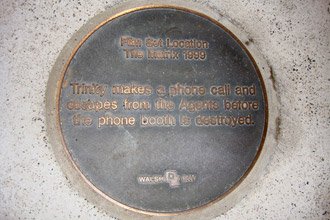 Film Set Location
The Matrix 1999
Trinity makes a phone call and
escapes from the Agents before
the phone booth is destroyed.